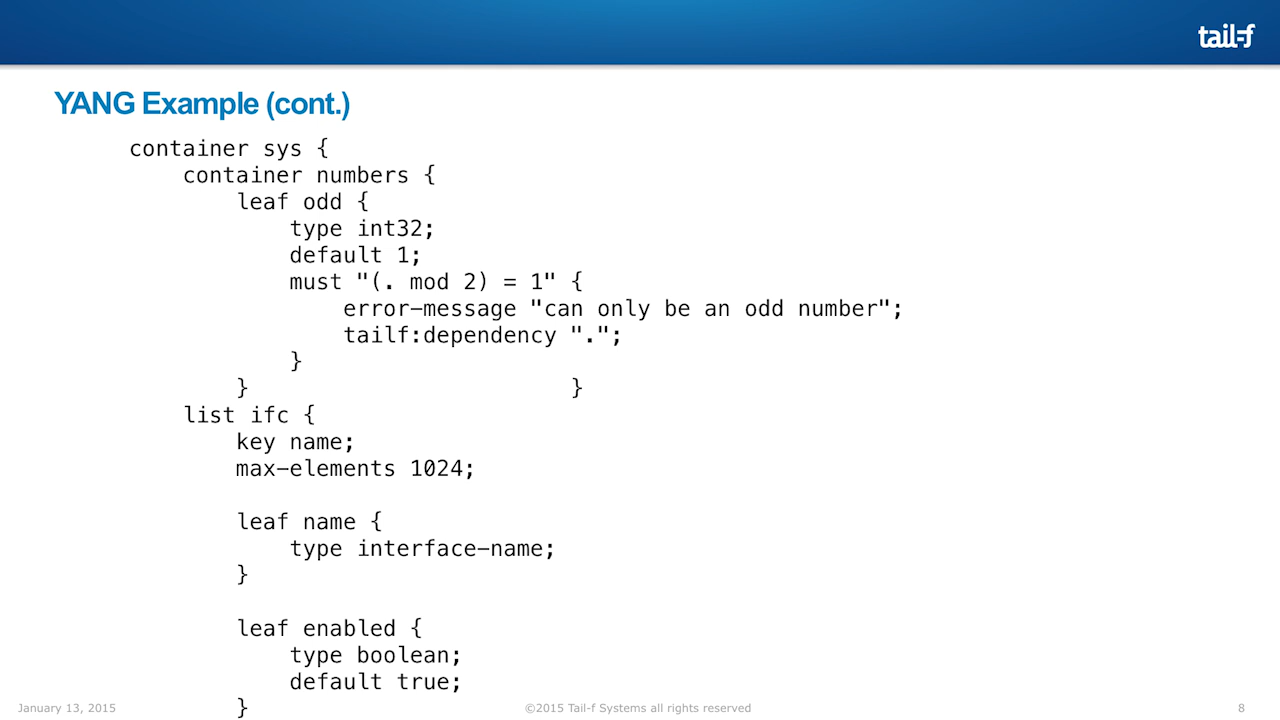 tail-f
YANG Example (cont.)
container sys {
    container numbers {
        leaf odd {
            type int32;
            default 1;
            must "(. mod 2) = 1" {
                error-message "can only be an odd number";
                tailf:dependency ".";
            }
        }                        }
    list ifc {
        key name;
        max-elements 1024;

        leaf name {
            type interface-name;
        }

        leaf enabled {
            type boolean;
            default true;
        }
January 13, 2015
©2015 Tail-f Systems all rights reserved
8